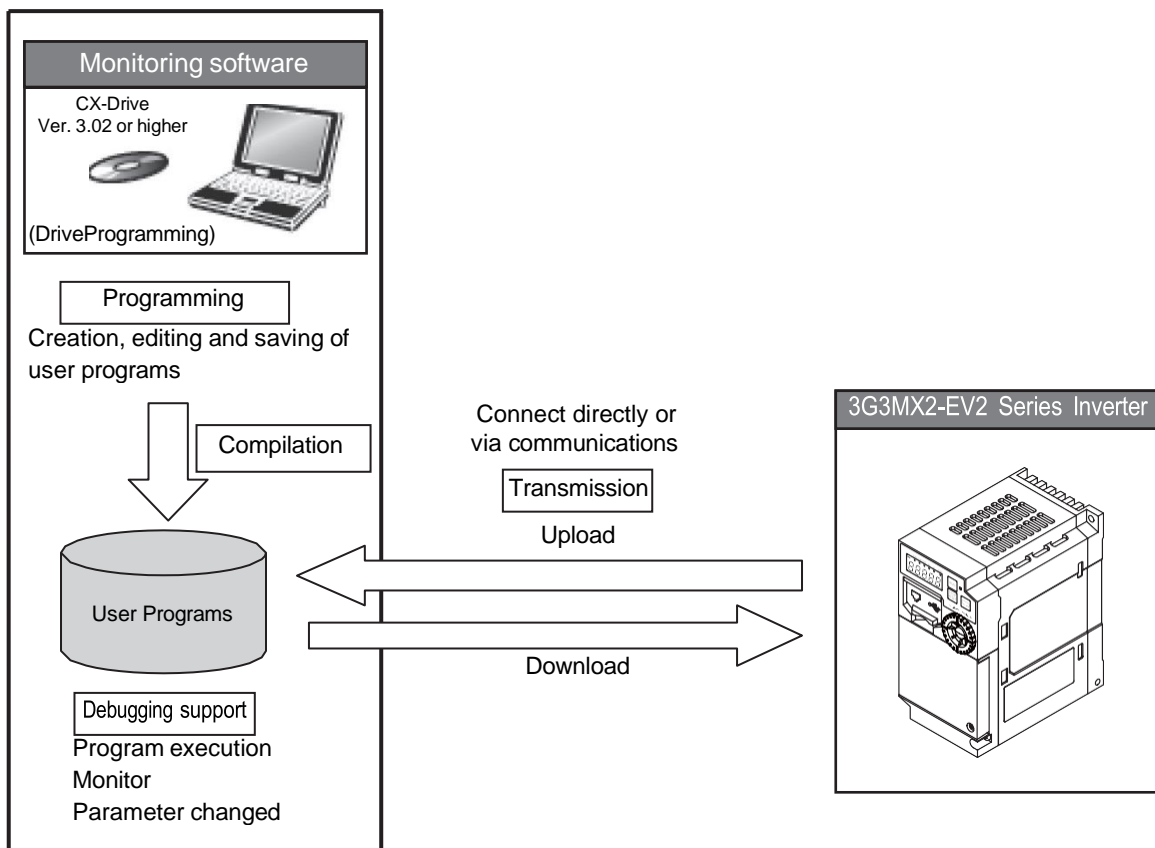 Monitoring software
CX-Drive
Ver. 3.02 or higher
(DriveProgramming)
Programming
Creation, editing and saving of
user programs
Compilation
User Programs
Debugging support
Program execution
Monitor
Parameter changed
Connect directly or
via communications
Transmission
Upload
Download
3G3MX2-EV2 Series Inverter